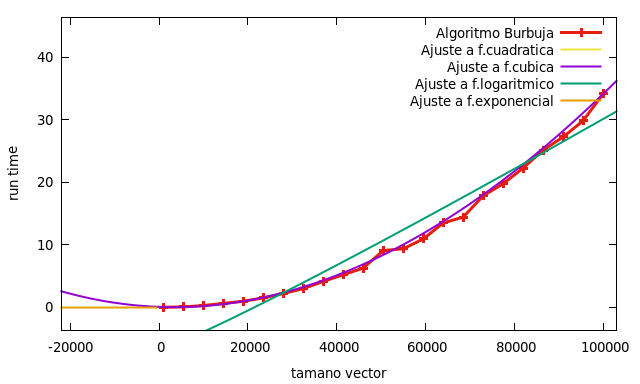 Algoritmo Burbuja
Ajuste a f.cuadratica
Ajuste a f.cubica
Ajuste a f.logaritmico
Ajuste a f.exponencial
40
30
20
10
0
run time
-20000 0 20000 40000 60000 80000 100000
tamano vector